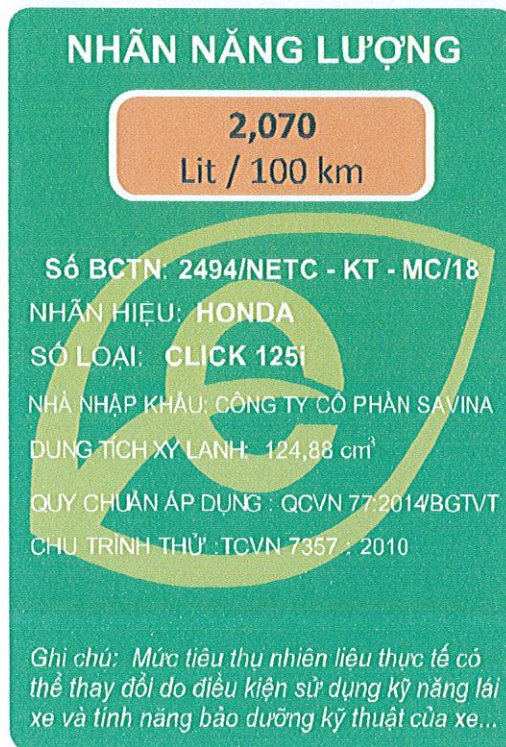 NHÃN NĂNG LƯỢNG
2,070
Lit / 100 km
Số BCTN: 2494/NETC - KT - MC/18
NHÃN HIỆU: HONDA
SỐ LOẠI: CLICK 125i
NHÀ NHẬP KHẨU: CÔNG TY CỔ PHẦN SAVINA
DUNG TÍCH XY LANH: 124,88 cm³
QUY CHUẨN ÁP DỤNG : QCVN 77:2014/BGTVT
CHU TRÌNH THỬ : TCVN 7357 : 2010
Ghi chú: Mức tiêu thụ nhiên liệu thực tế có
thể thay đổi do điều kiện sử dụng kỹ năng lái
xe và tính năng bảo dưỡng kỹ thuật của xe...